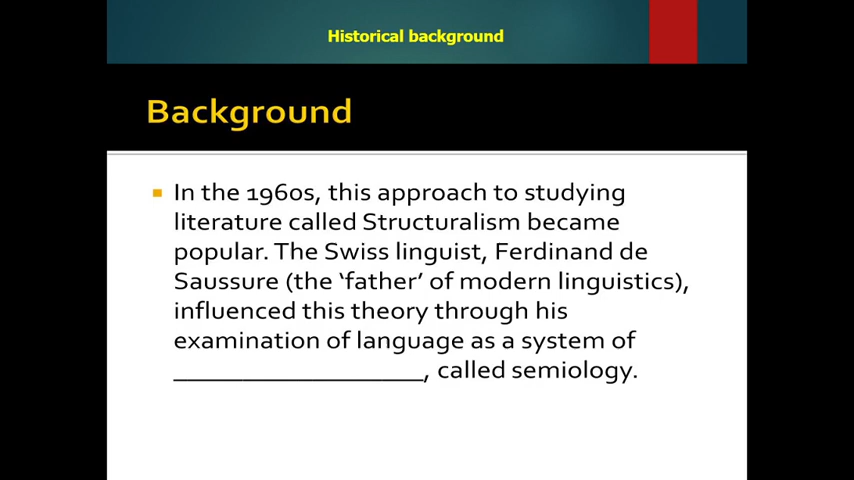 Historical background
Background
In the 1960s, this approach to studying
literature called Structuralism became
popular. The Swiss linguist, Ferdinand de
Saussure (the ‘father’ of modern linguistics),
influenced this theory through his
examination of language as a system of
____________________, called semiology.